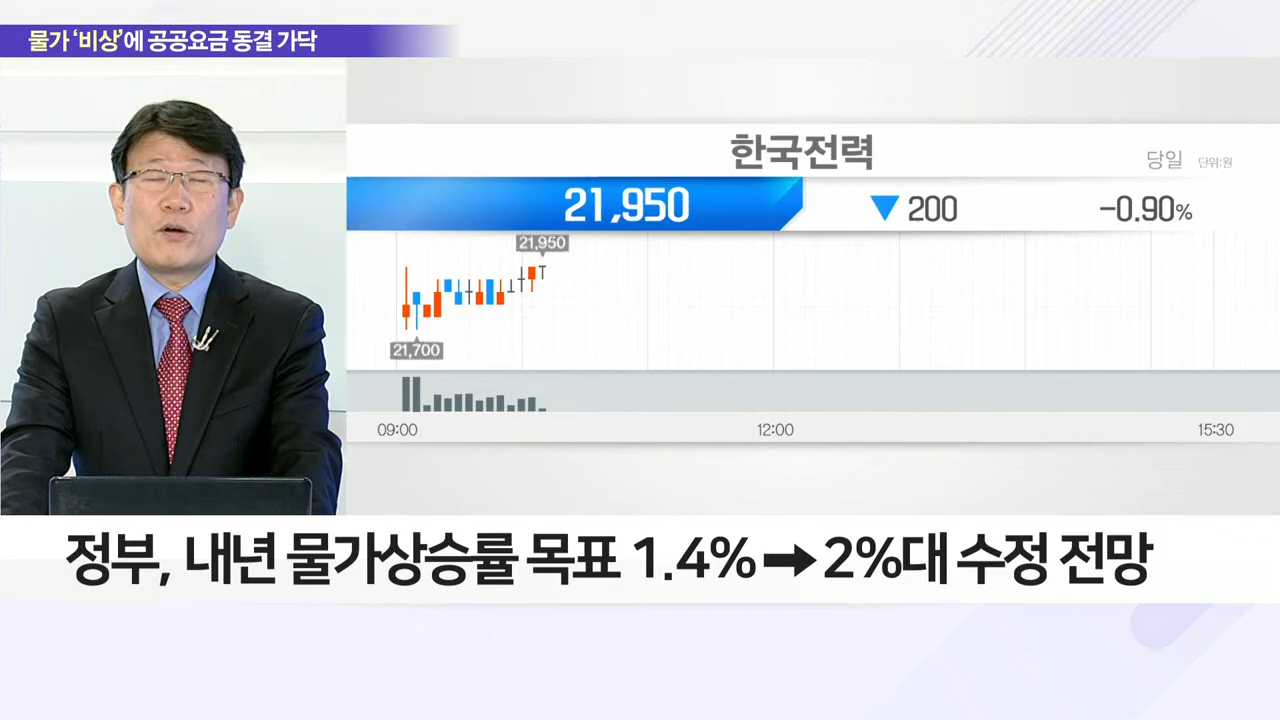 물가 ‘비상’에 공공요금 동결 가닥
한국전력
당일 단위:원
21,950 ▼ 200 -0.90%
21,950
21,700
09:00 12:00 15:30
정부, 내년 물가상승률 목표 1.4% ➡ 2%대 수정 전망